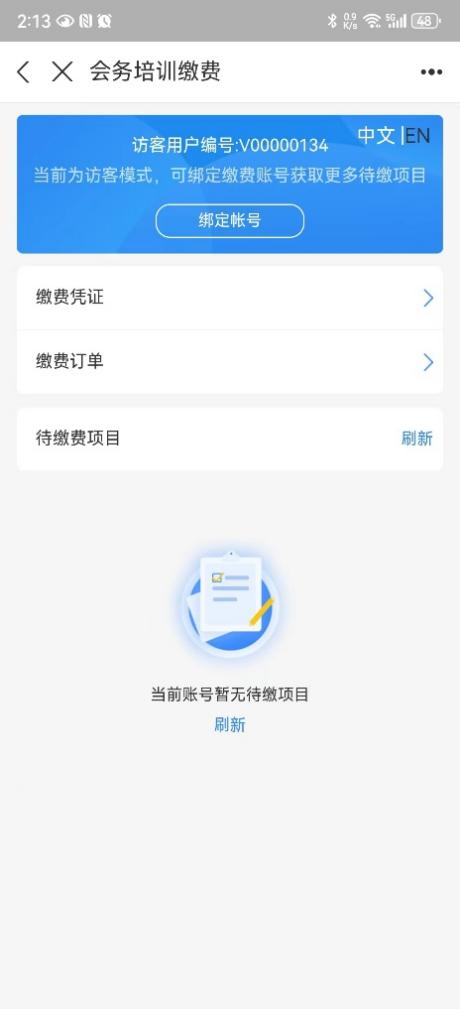 2:13
0.9 K/s 5G 48
会务培训缴费
中文 | EN
访客用户编号:V00000134
当前为访客模式，可绑定缴费账号获取更多待缴项目
绑定帐号
缴费凭证
缴费订单
待缴费项目 刷新
当前账号暂无待缴项目
刷新